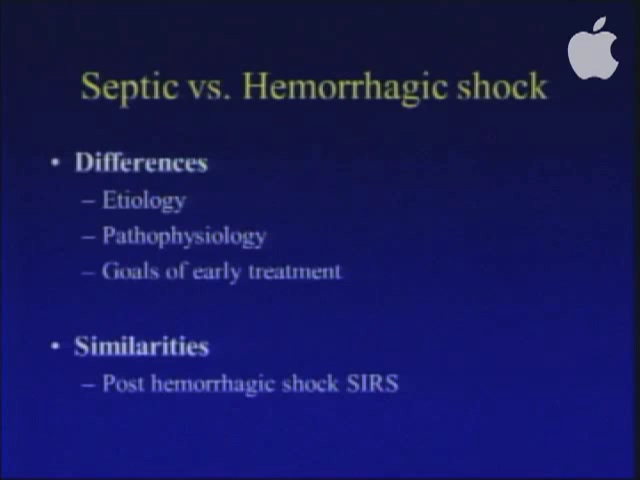 Septic vs. Hemorrhagic shock
• Differences
– Etiology
– Pathophysiology
– Goals of early treatment
• Similarities
– Post hemorrhagic shock SIRS